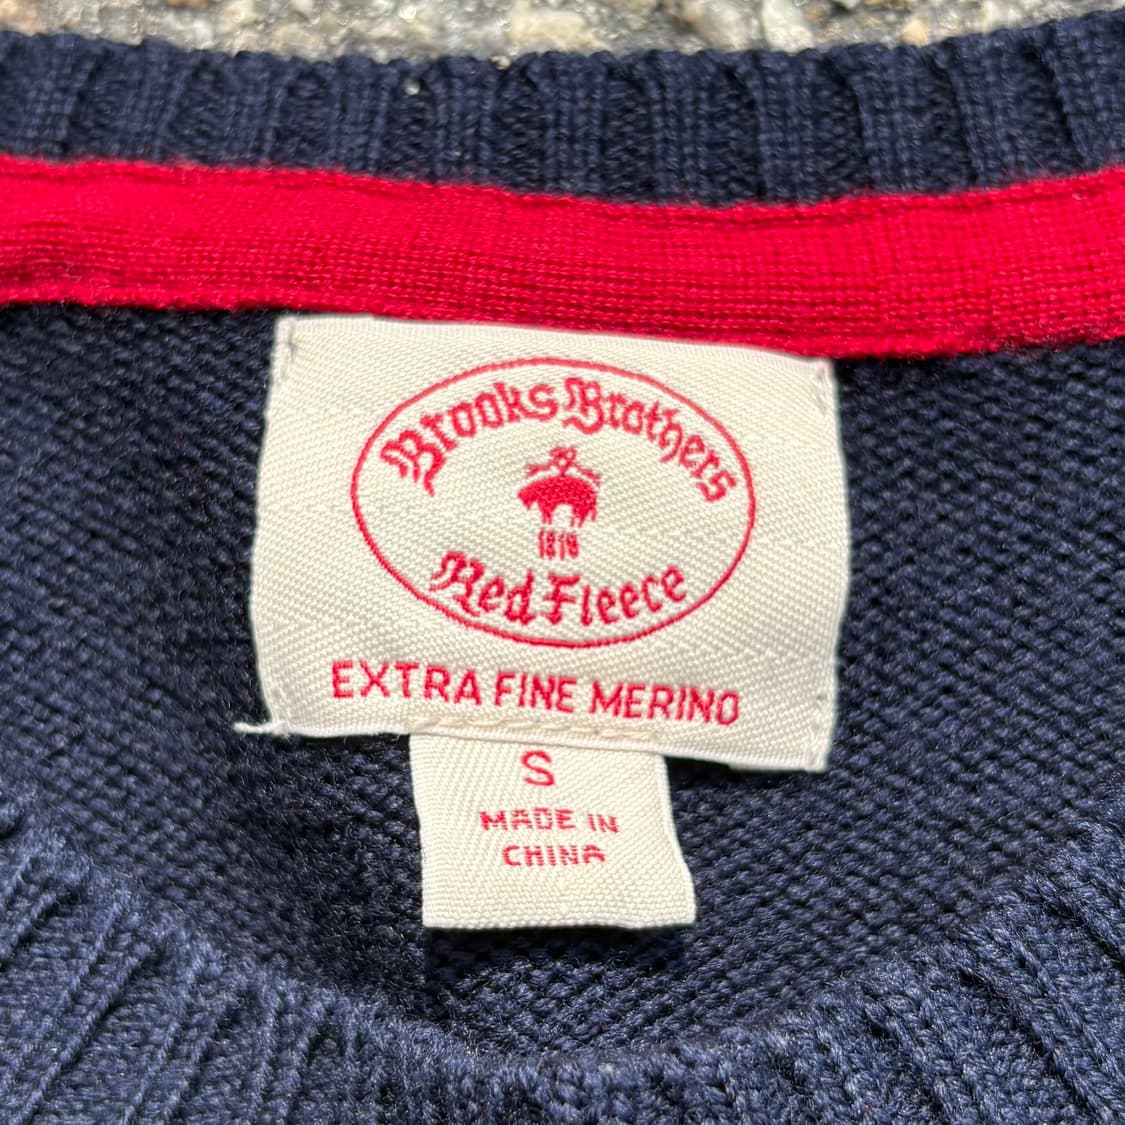 Brooks Brothers
1818
Red Fleece
EXTRA FINE MERINO
S
MADE IN
CHINA